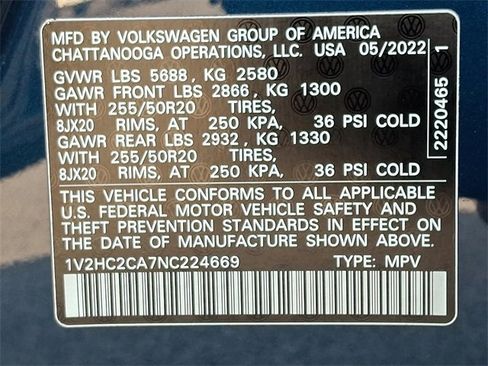 MFD BY VOLKSWAGEN GROUP OF AMERICA
CHATTANOOGA OPERATIONS, LLC. USA 05/2022
GVWR LBS 5688, KG 2580
GAWR FRONT LBS 2866, KG 1300
WITH 255/50R20 TIRES,
8JX20 RIMS, AT 250 KPA, 36 PSI COLD
GAWR REAR LBS 2932, KG 1330
WITH 255/50R20 TIRES,
8JX20 RIMS, AT 250 KPA, 36 PSI COLD
THIS VEHICLE CONFORMS TO ALL APPLICABLE
U.S. FEDERAL MOTOR VEHICLE SAFETY AND
THEFT PREVENTION STANDARDS IN EFFECT ON
THE DATE OF MANUFACTURE SHOWN ABOVE
1V2HC2CA7NC224669 TYPE: MPV
2220465 1